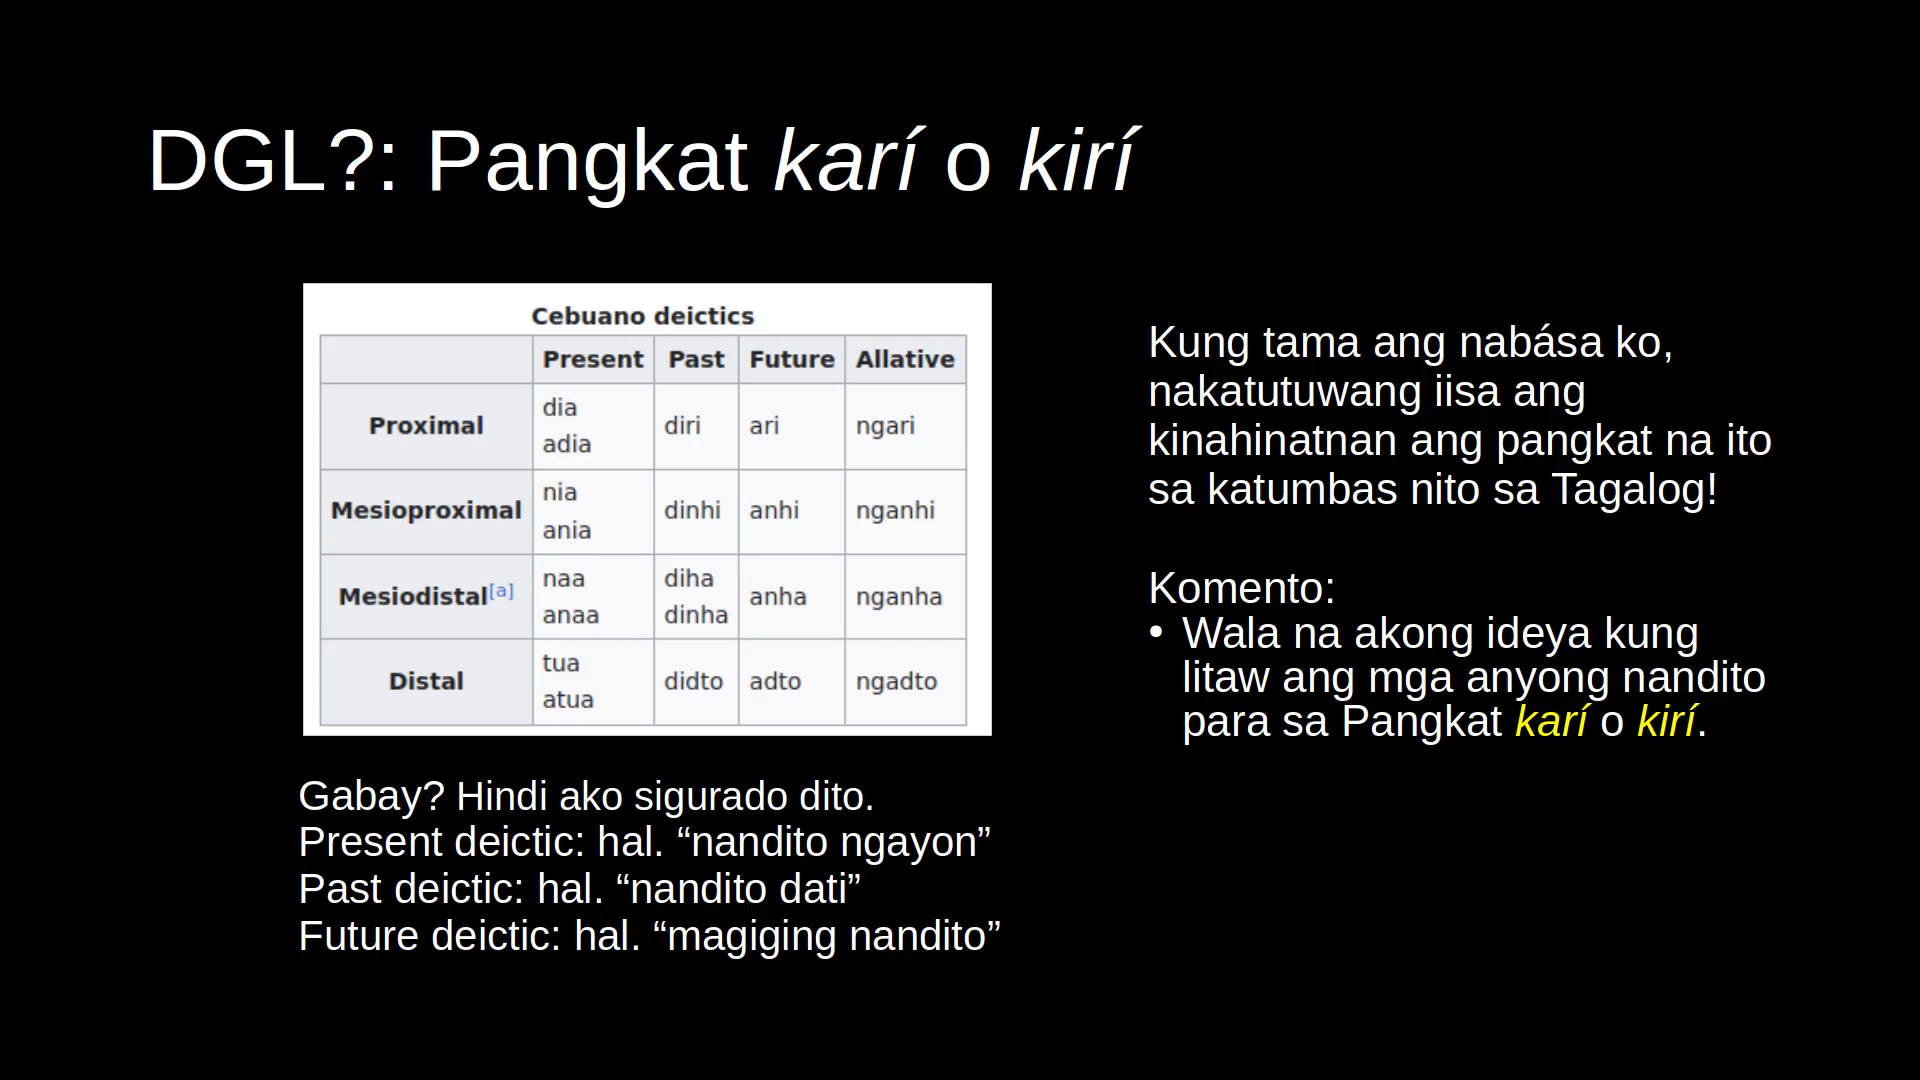 DGL?: Pangkat karí o kirí
Cebuano deictics
Present Past Future Allative
Proximal dia adia diri ari ngari
Mesioproximal nia ania dinhi anhi nganhi
Mesiodistal[a] naa anaa diha dinha anha nganha
Distal tua atua didto adto ngadto
Gabay? Hindi ako sigurado dito.
Present deictic: hal. “nandito ngayon”
Past deictic: hal. “nandito dati”
Future deictic: hal. “magiging nandito”
Kung tama ang nabása ko,
nakatutuwang iisa ang
kinahinatnan ang pangkat na ito
sa katumbas nito sa Tagalog!
Komento:
• Wala na akong ideya kung
litaw ang mga anyong nandito
para sa Pangkat karí o kirí.